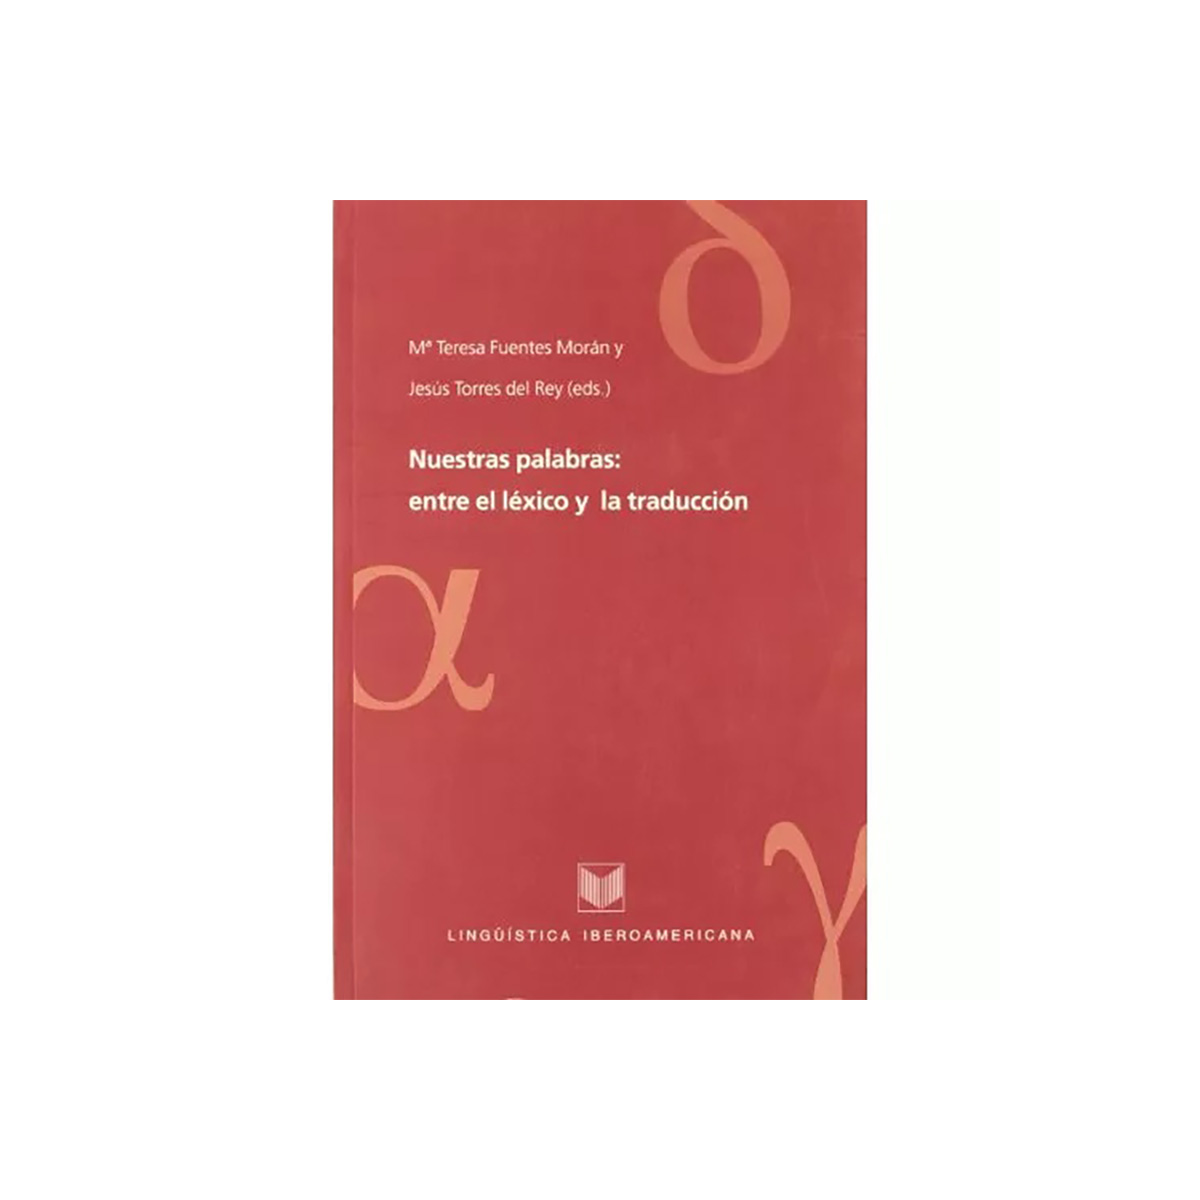 δ
Mª Teresa Fuentes Morán y
Jesús Torres del Rey (eds.)
Nuestras palabras:
entre el léxico y la traducción
α
γ
LINGÜÍSTICA IBEROAMERICANA